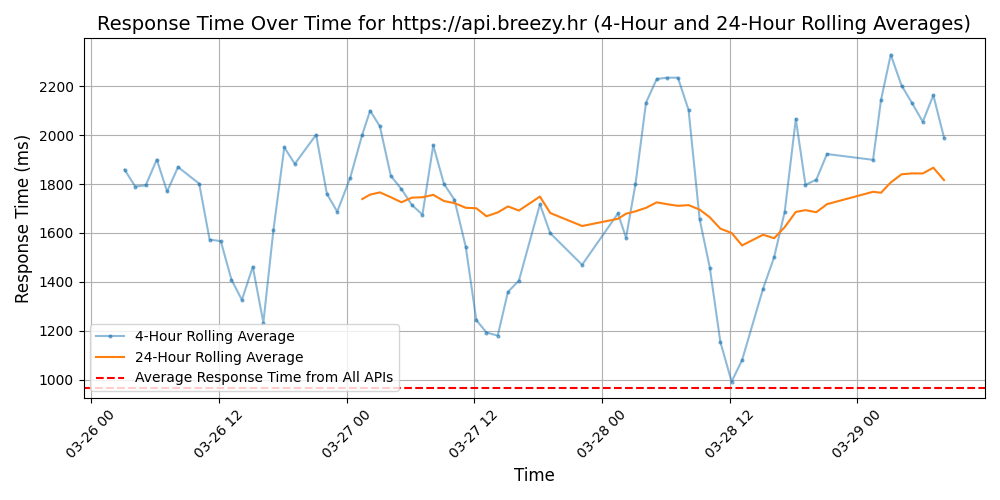 Response Time Over Time for https://api.breezy.hr (4-Hour and 24-Hour Rolling Averages)
Response Time (ms)
2200
2000
1800
1600
1400
1200
1000
4-Hour Rolling Average
24-Hour Rolling Average
Average Response Time from All APIs
03-26 00
03-26 12
03-27 00
03-27 12
03-28 00
03-28 12
03-29 00
Time